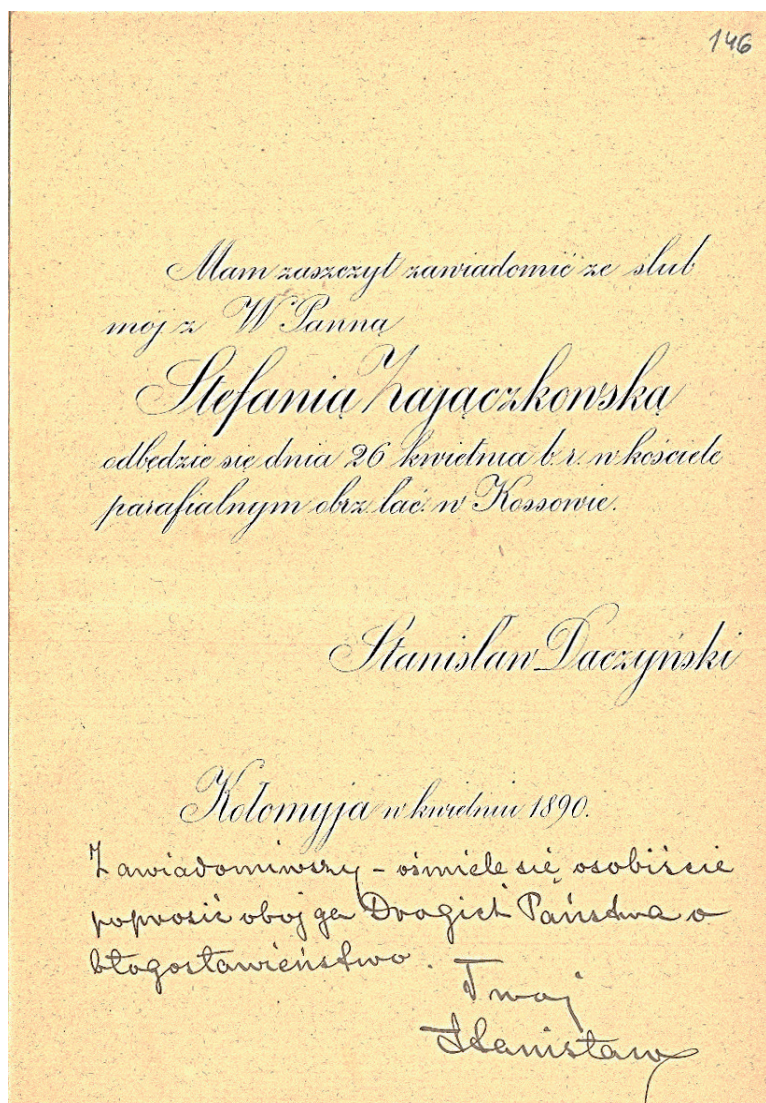 146
Mam zaszczyt zawiadomić że ślub
mój z W Panną
Stefanią Zajączkowską
odbędzie się dnia 26 kwietnia b. r. w kościele
parafialnym obrz. łać. w Kossowie.
Stanisław Daczyński
Kołomyja w kwietniu 1890.
Zawiadomiwszy – ośmiele się osobiście
poprosić obojga Drogich Państwa o
błogosławieństwo.
Twój
Stanisław